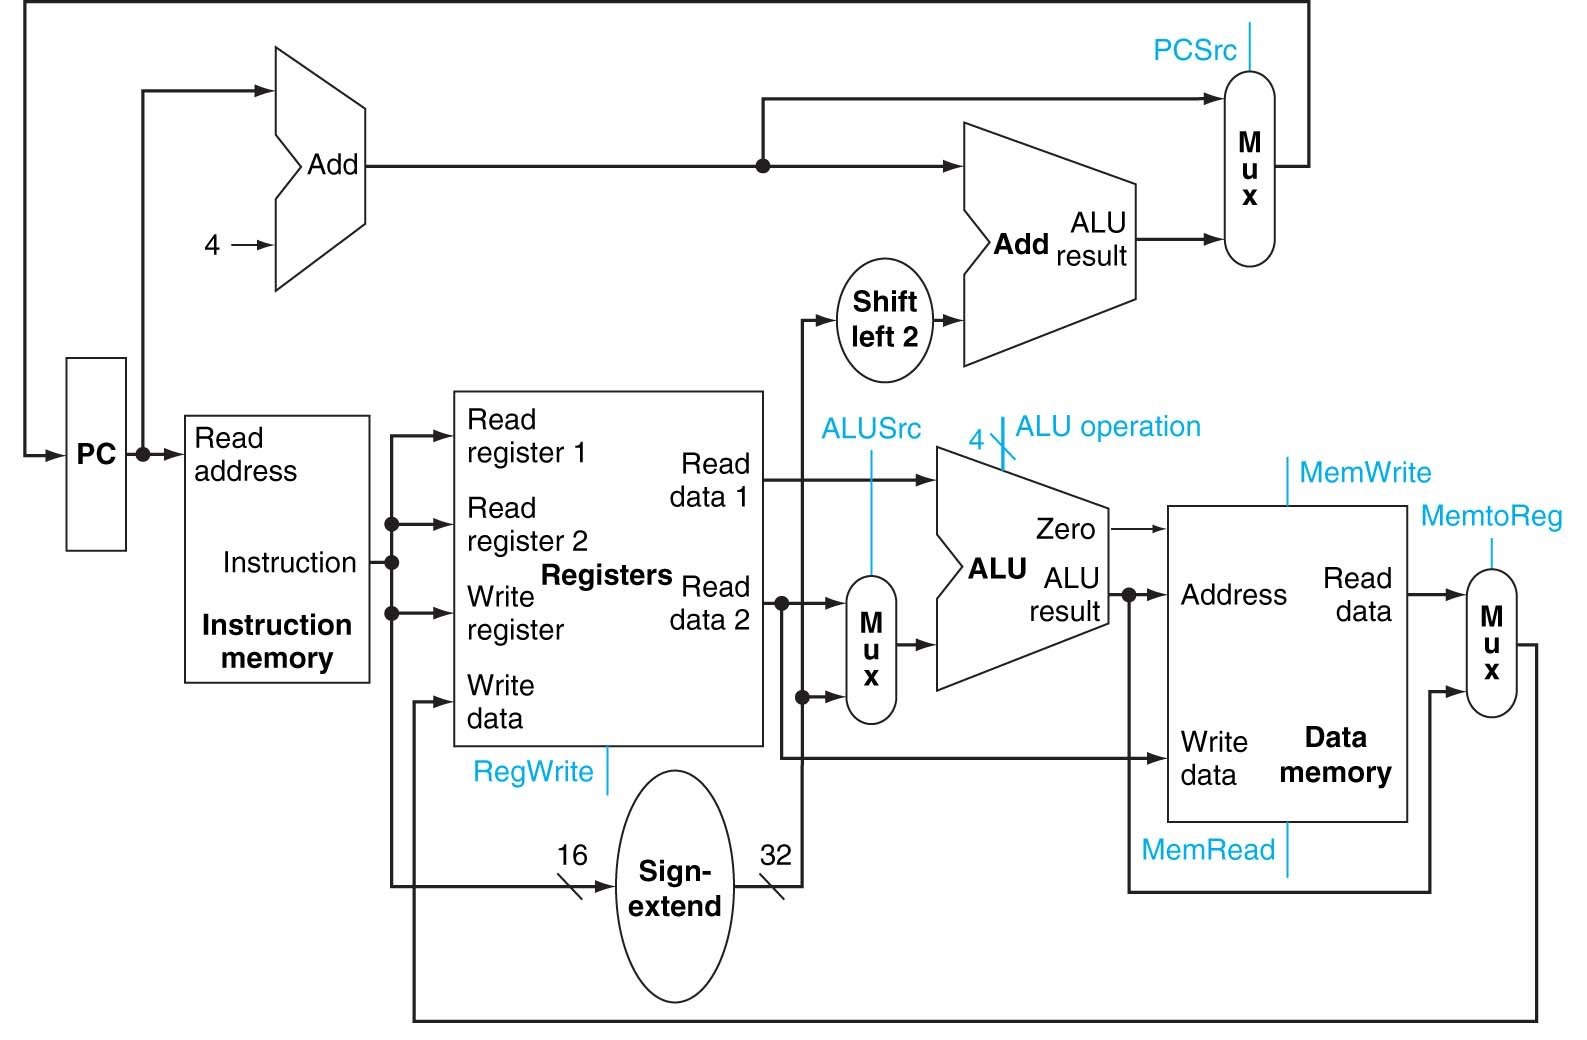 PCSrc
M
u
x
Add
4
ALU
result
Add
Shift
left 2
PC
Read
address
Instruction
Instruction
memory
Read
register 1
Read
register 2
Write
register
Write
data
Registers
Read
data 1
Read
data 2
RegWrite
16
Sign-
extend
32
ALUSrc
M
u
x
4
ALU operation
Zero
ALU
ALU
result
MemWrite
Address
Read
data
Write
data
Data
memory
MemRead
MemtoReg
M
u
x